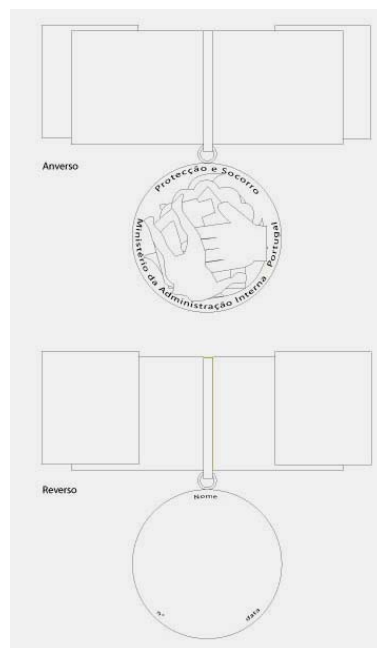 Anverso
Protecção e Socorro
Ministério da Administração Interna Portugal
Reverso
Nome
nº
data